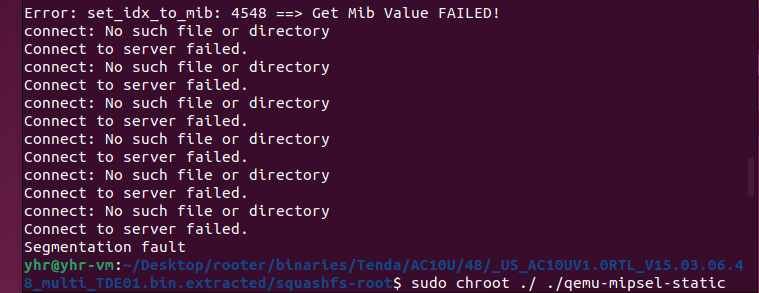 Error: set_idx_to_mib: 4548 ==> Get Mib Value FAILED!
connect: No such file or directory
Connect to server failed.
connect: No such file or directory
Connect to server failed.
connect: No such file or directory
Connect to server failed.
connect: No such file or directory
Connect to server failed.
connect: No such file or directory
Connect to server failed.
connect: No such file or directory
Connect to server failed.
Segmentation fault
yhr@yhr-vm:~/Desktop/rooter/binaries/Tenda/AC10U/48/_US_AC10UV1.0RTL_V15.03.06.4
8_multi_TDE01.bin.extracted/squashfs-root$ sudo chroot ./ ./qemu-mipsel-static